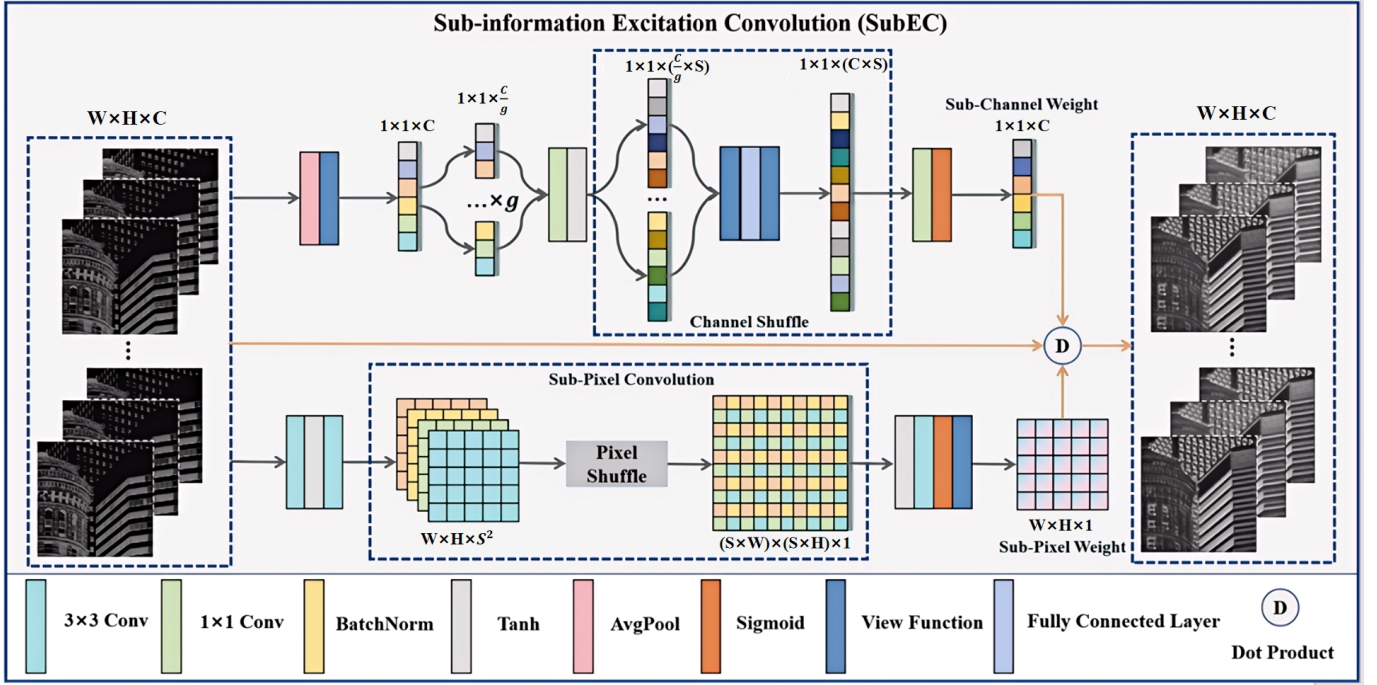 Sub-information Excitation Convolution (SubEC)
W×H×C
1×1×C
1×1×C/g
...×g
1×1×(C/g×S)
...
1×1×(C×S)
Channel Shuffle
Sub-Channel Weight
1×1×C
W×H×C
D
Sub-Pixel Convolution
W×H×S²
Pixel
Shuffle
(S×W)×(S×H)×1
W×H×1
Sub-Pixel Weight
3×3 Conv
1×1 Conv
BatchNorm
Tanh
AvgPool
Sigmoid
View Function
Fully Connected Layer
D
Dot Product